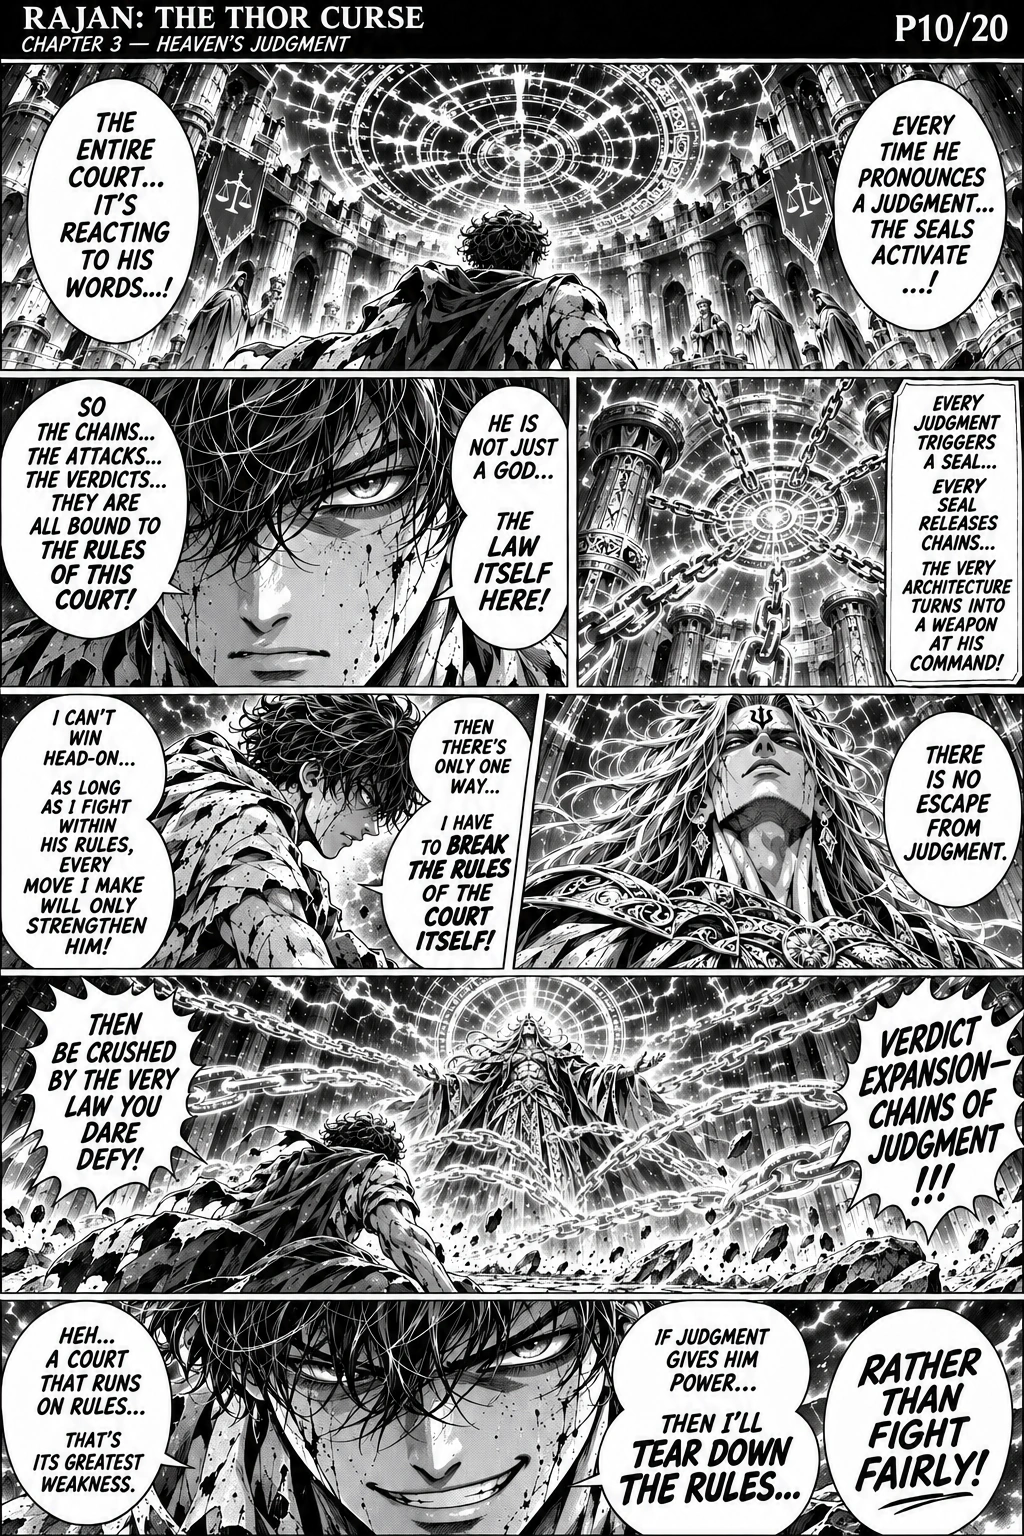 RAJAN: THE THOR CURSE
CHAPTER 3 — HEAVEN'S JUDGMENT
P10/20
THE
ENTIRE
COURT...
IT'S
REACTING
TO HIS
WORDS...!
EVERY
TIME HE
PRONOUNCES
A JUDGMENT...
THE SEALS
ACTIVATE
...!
SO
THE CHAINS...
THE ATTACKS...
THE VERDICTS...
THEY ARE
ALL BOUND TO
THE RULES
OF THIS
COURT!
HE IS
NOT JUST
A GOD...
THE
LAW
ITSELF
HERE!
EVERY
JUDGMENT
TRIGGERS
A SEAL...
EVERY
SEAL
RELEASES
CHAINS...
THE VERY
ARCHITECTURE
TURNS INTO
A WEAPON
AT HIS
COMMAND!
I CAN'T
WIN
HEAD-ON...
AS LONG
AS I FIGHT
WITHIN
HIS RULES,
EVERY
MOVE I MAKE
WILL ONLY
STRENGTHEN
HIM!
THEN
THERE'S
ONLY ONE
WAY...
I HAVE
TO BREAK
THE RULES
OF THE
COURT
ITSELF!
THERE
IS NO
ESCAPE
FROM
JUDGMENT.
THEN
BE CRUSHED
BY THE VERY
LAW YOU
DARE
DEFY!
VERDICT
EXPANSION—
CHAINS OF
JUDGMENT
!!!
HEH...
A COURT
THAT RUNS
ON RULES...
THAT'S
ITS GREATEST
WEAKNESS.
IF JUDGMENT
GIVES HIM
POWER...
THEN I'LL
TEAR DOWN
THE RULES...
RATHER
THAN
FIGHT
FAIRLY!